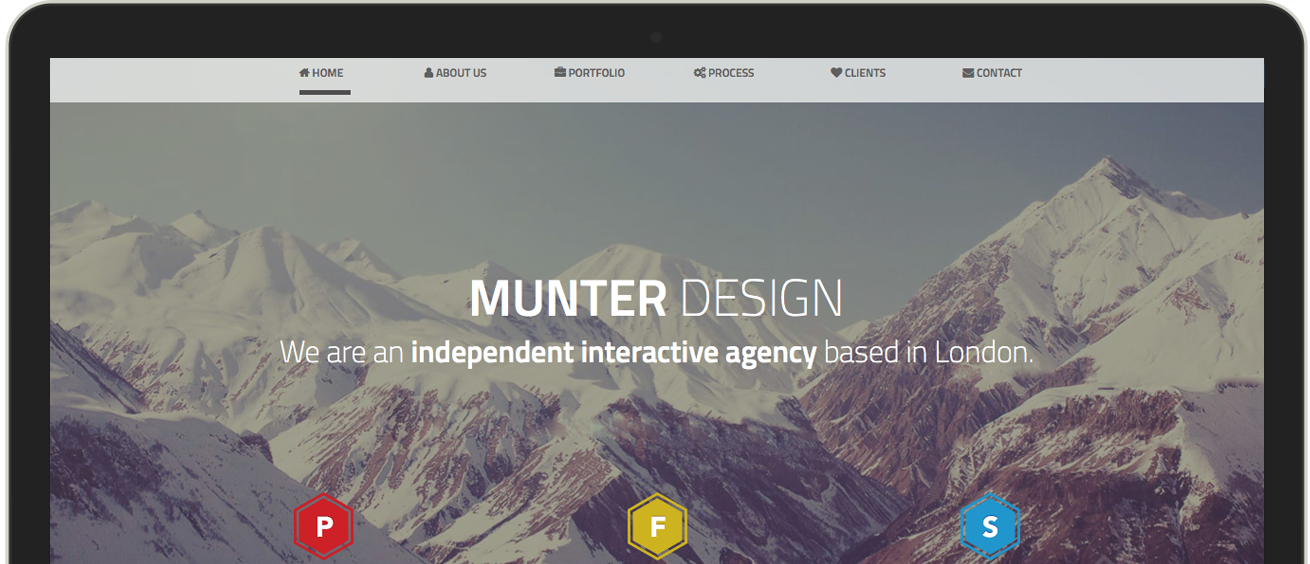 HOME ABOUT US PORTFOLIO PROCESS CLIENTS CONTACT
MUNTER DESIGN
We are an independent interactive agency based in London.
P F S